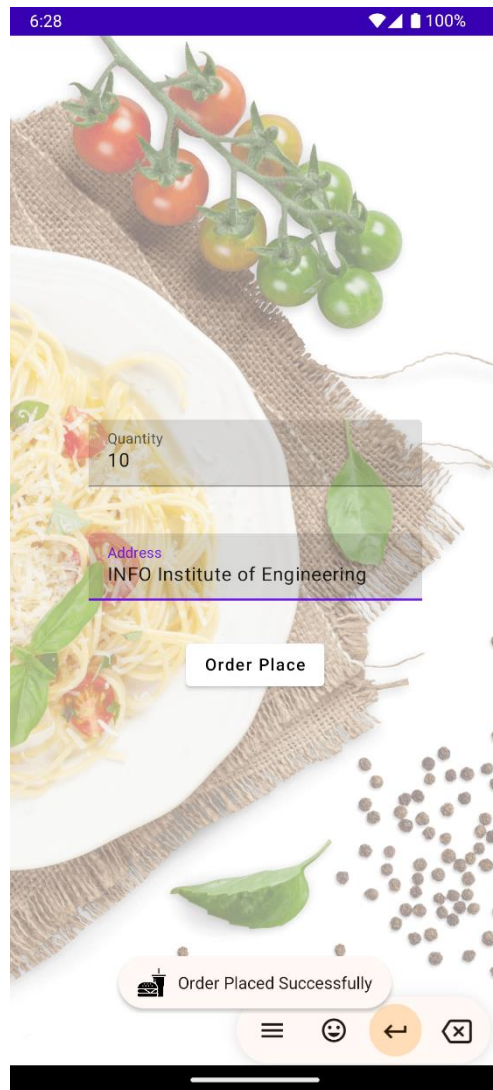 6:28
100%
Quantity
10
Address
INFO Institute of Engineering
Order Place
Order Placed Successfully